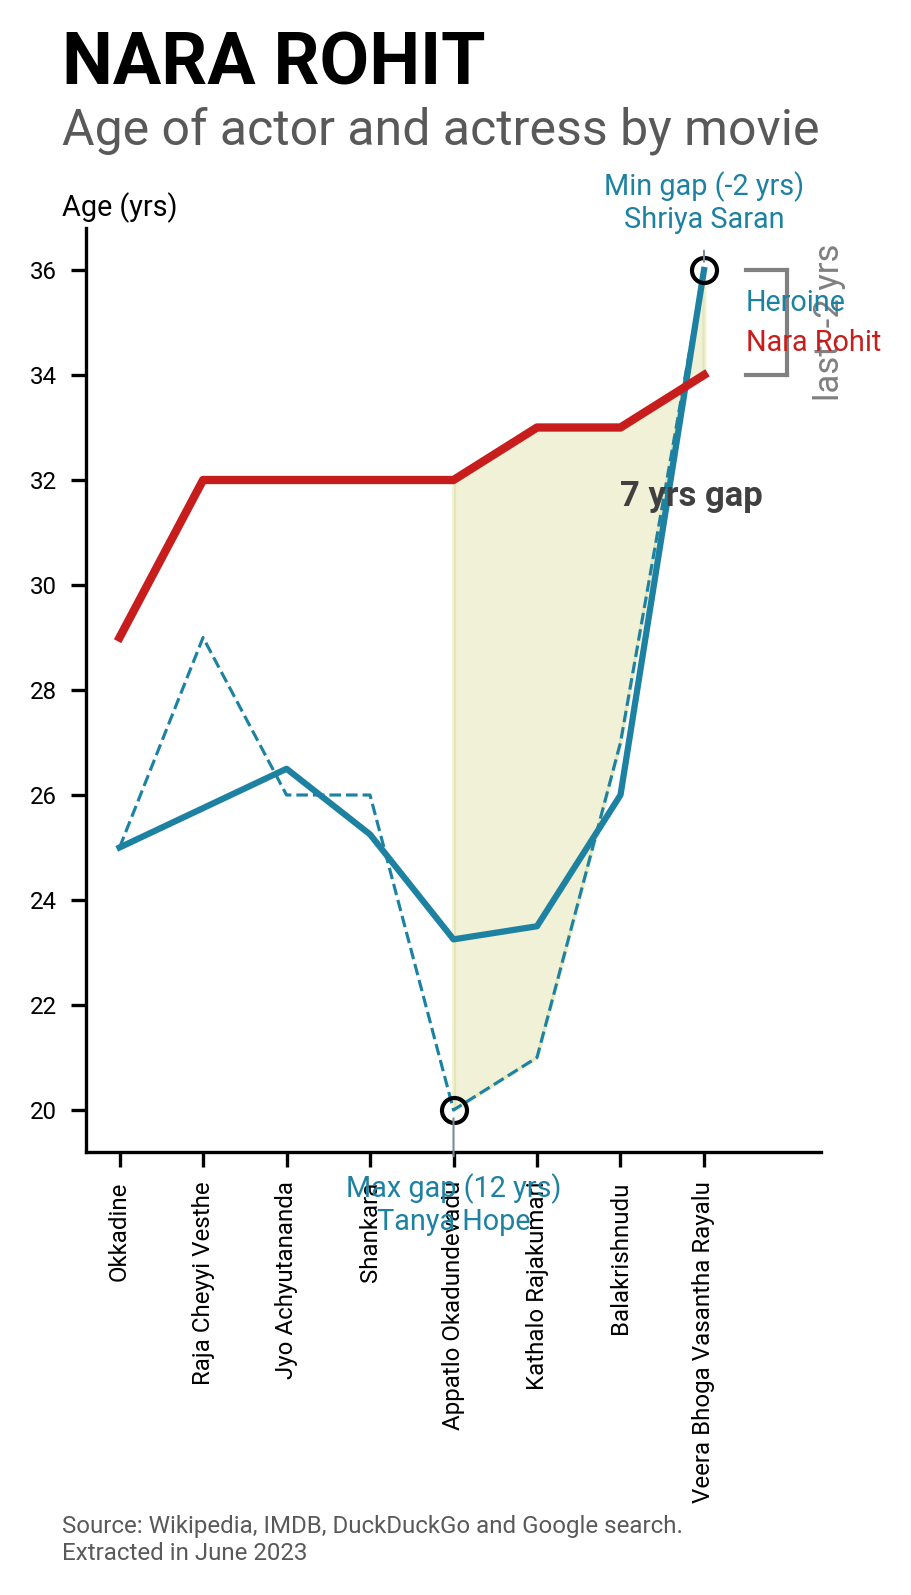 NARA ROHIT
Age of actor and actress by movie
Min gap (-2 yrs)
Shriya Saran
Age (yrs)
36
34
32
30
28
26
24
22
20
Heroine
Nara Rohit
last -2 yrs
7 yrs gap
Max gap (12 yrs)
Tanya Hope
Okkadine
Raja Cheyyi Vesthe
Jyo Achyutananda
Shankara
Appatlo Okadundevadu
Kathalo Rajakumari
Balakrishnudu
Veera Bhoga Vasantha Rayalu
Source: Wikipedia, IMDB, DuckDuckGo and Google search.
Extracted in June 2023